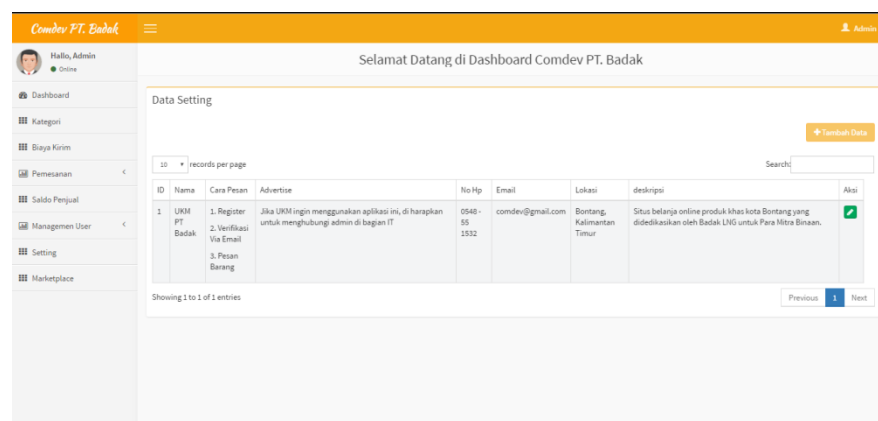 Comdev PT. Badak
Admin
Hallo, Admin
Online
Selamat Datang di Dashboard Comdev PT. Badak
Dashboard
Kategori
Biaya Kirim
Pemesanan
Saldo Penjual
Managemen User
Setting
Marketplace
Data Setting
Tambah Data
10 records per page
Search:
ID Nama Cara Pesan Advertise No Hp Email Lokasi deskripsi Aksi
1 UKM 1. Register Jika UKM ingin menggunakan aplikasi ini, di harapkan 0548 - comdev@gmail.com Bontang, Situs belanja online produk khas kota Bontang yang
PT 2. Verifikasi untuk menghubungi admin di bagian IT 55 Kalimantan didedikasikan oleh Badak LNG untuk Para Mitra Binaan.
Badak Via Email 1532 Timur
3. Pesan
Barang
Showing 1 to 1 of 1 entries
Previous 1 Next